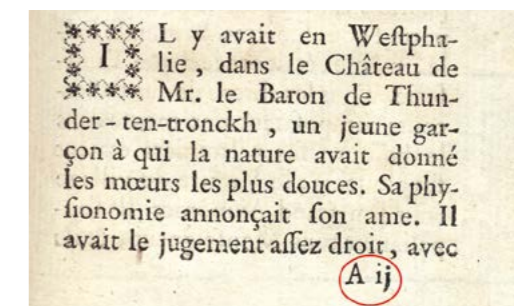 IL y avait en Weſtpha-
lie, dans le Château de
Mr. le Baron de Thun-
der-ten-tronckh, un jeune gar-
çon à qui la nature avait donné
les mœurs les plus douces. Sa phy-
ſionomie annonçait ſon ame. Il
avait le jugement aſſez droit, avec
A ij